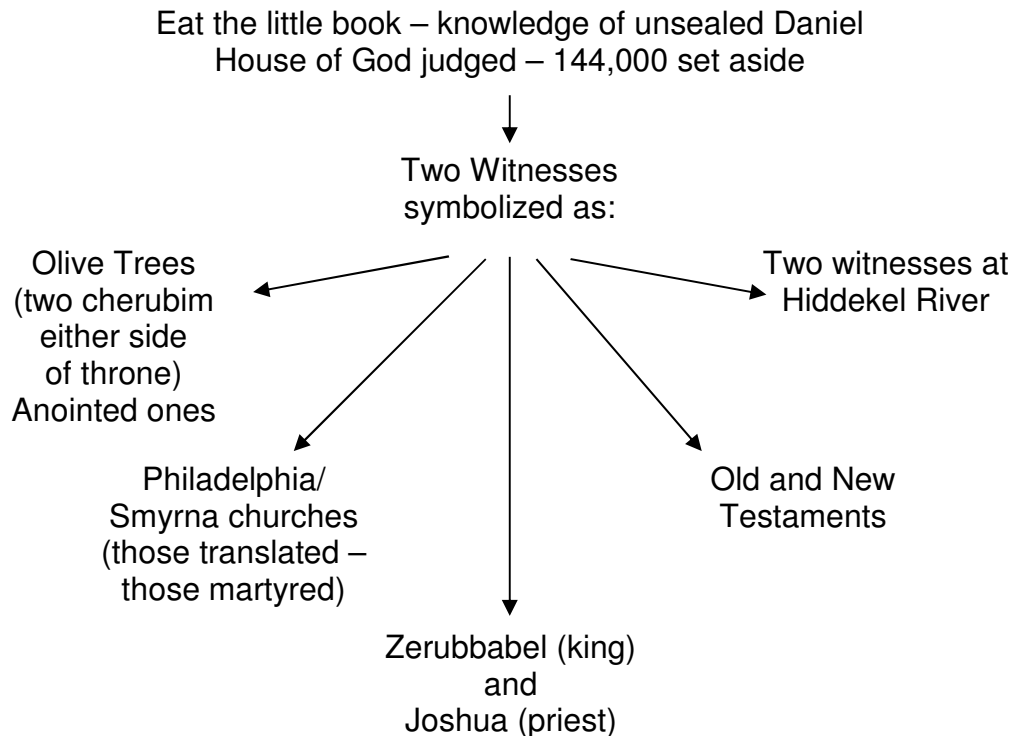 Eat the little book – knowledge of unsealed Daniel
House of God judged – 144,000 set aside
Two Witnesses
symbolized as:
Olive Trees
(two cherubim
either side
of throne)
Anointed ones
Two witnesses at
Hiddekel River
Philadelphia/
Smyrna churches
(those translated –
those martyred)
Old and New
Testaments
Zerubbabel (king)
and
Joshua (priest)